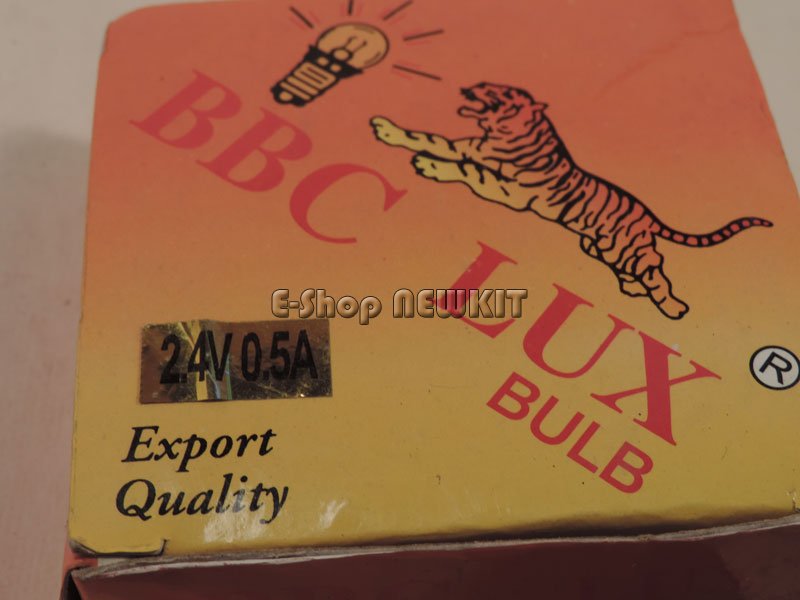 BBC
LUX
BULB
®
E-Shop NEWKIT
2.4V 0.5A
Export
Quality